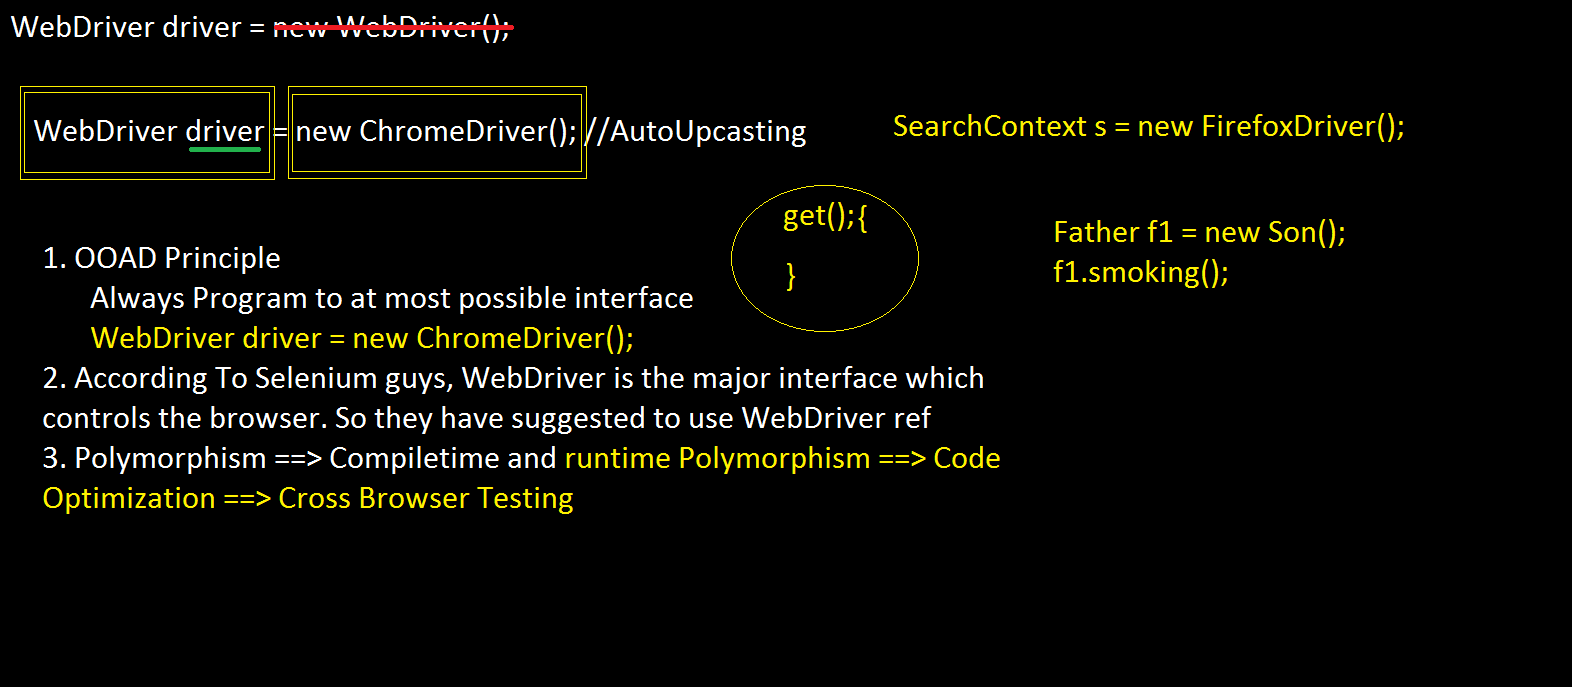 WebDriver driver = new WebDriver();
WebDriver driver = new ChromeDriver(); //AutoUpcasting
SearchContext s = new FirefoxDriver();
get();{
}
Father f1 = new Son();
f1.smoking();
1. OOAD Principle
Always Program to at most possible interface
WebDriver driver = new ChromeDriver();
2. According To Selenium guys, WebDriver is the major interface which
controls the browser. So they have suggested to use WebDriver ref
3. Polymorphism ==> Compiletime and runtime Polymorphism ==> Code
Optimization ==> Cross Browser Testing